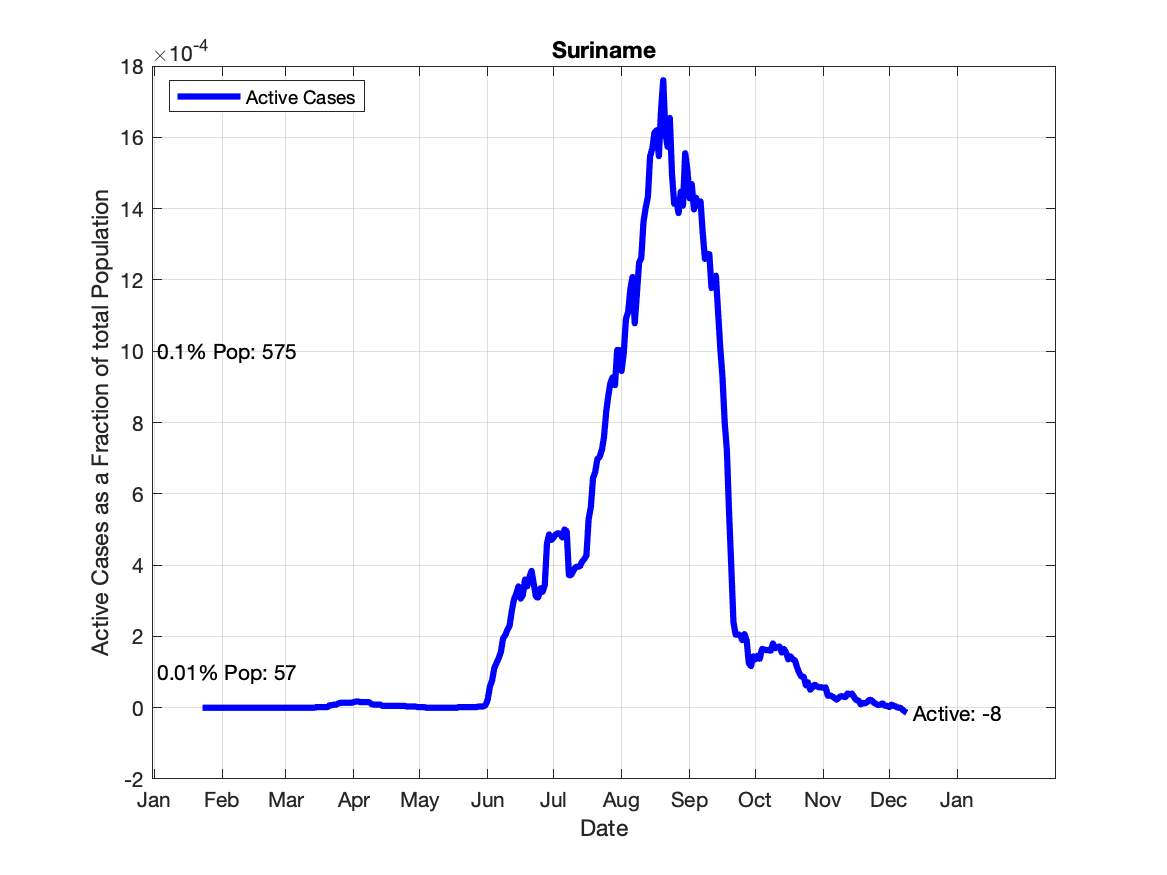 Suriname
×10-4
Active Cases
18
16
14
12
10
8
6
4
2
0
-2
0.1% Pop: 575
0.01% Pop: 57
Active: -8
Active Cases as a Fraction of total Population
Jan Feb Mar Apr May Jun Jul Aug Sep Oct Nov Dec Jan
Date